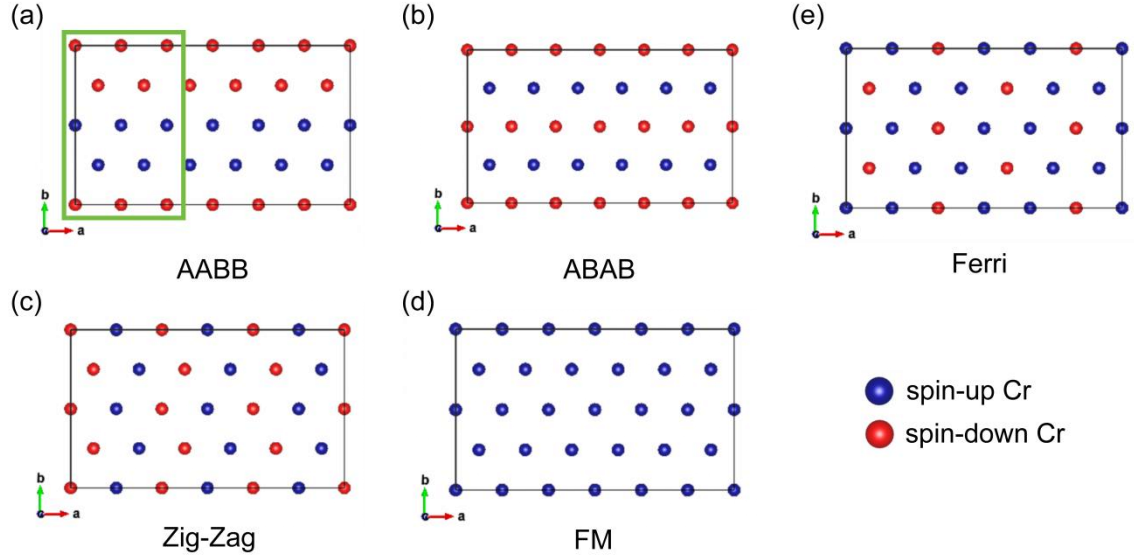 (a)
(b)
(e)
b
a
b
a
b
a
AABB
ABAB
Ferri
(c)
(d)
b
a
b
a
spin-up Cr
spin-down Cr
Zig-Zag
FM